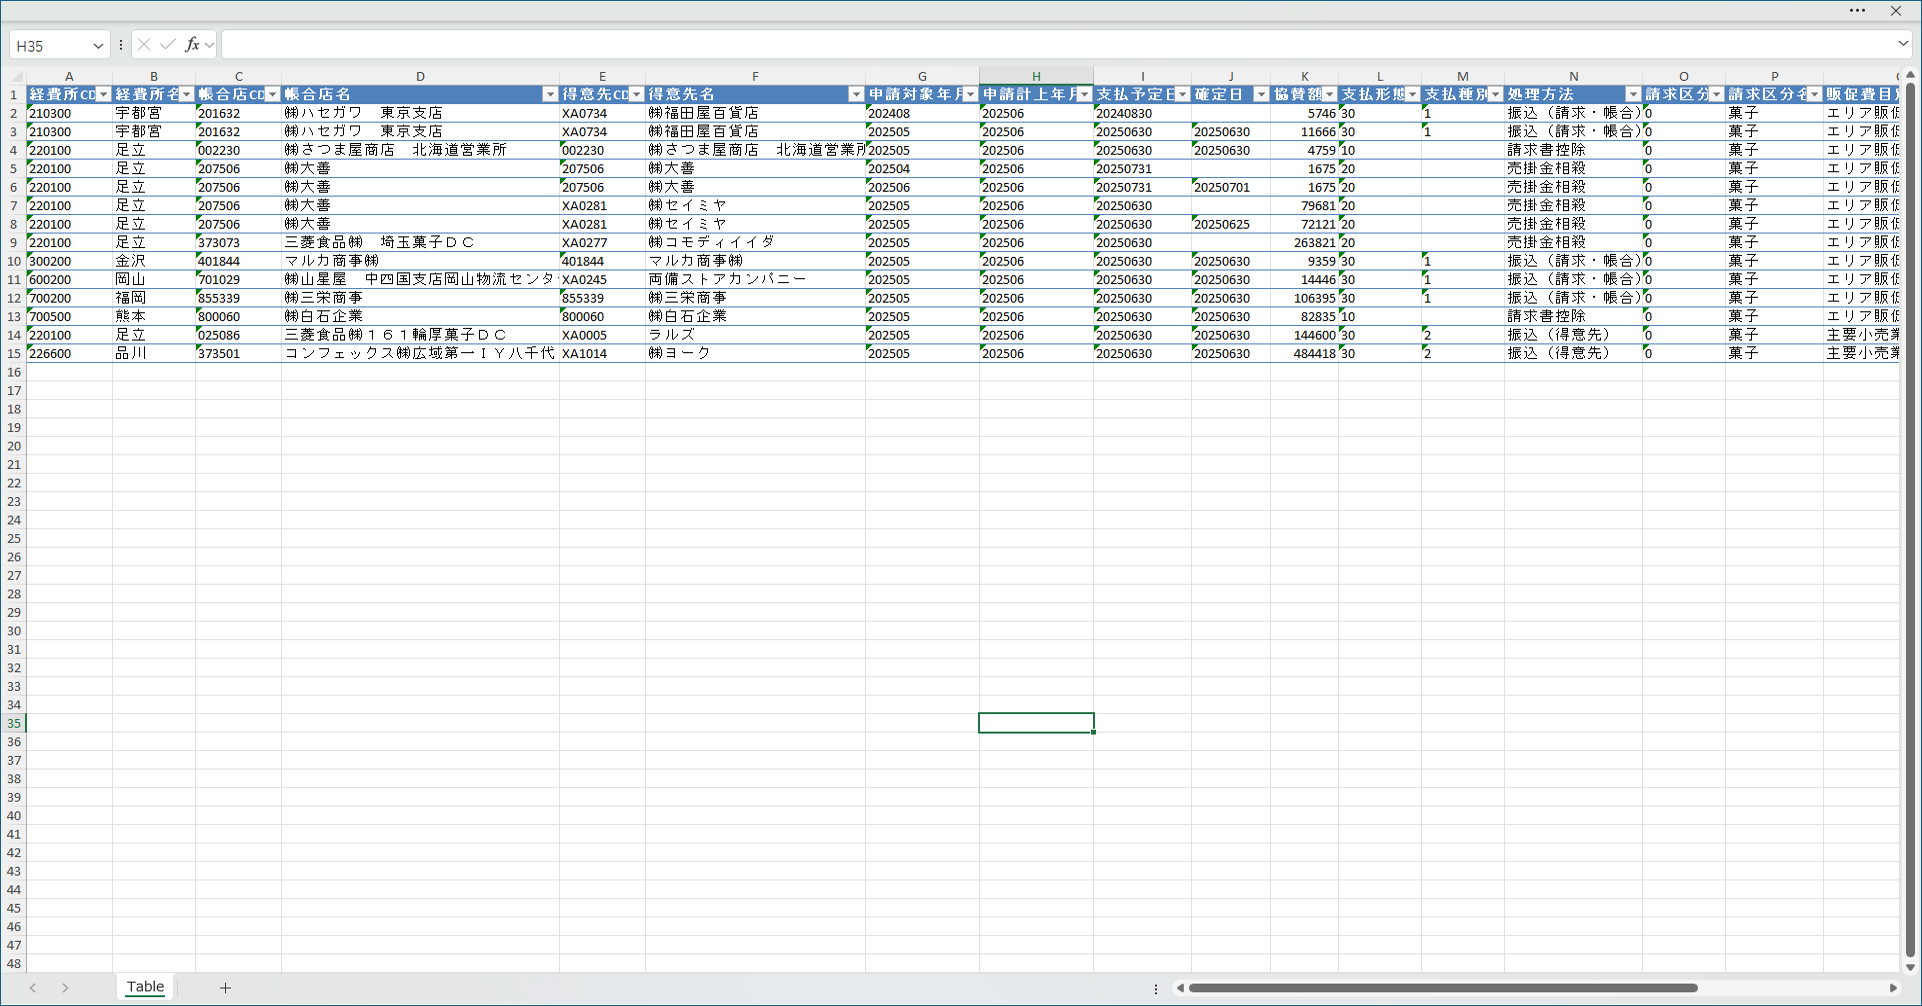 H35
fx
A B C D E F G H I J K L M N O P
1 経費所CD 経費所名 帳合店CD 帳合店名 得意先CD 得意先名 申請対象年月 申請計上年月 支払予定日 確定日 協賛額 支払形態 支払種別 処理方法 請求区分 請求区分名 販促費目
2 210300 宇都宮 201632 ㈱ハセガワ　東京支店 XA0734 ㈱福田屋百貨店 202408 202506 20240830 5746 30 1 振込（請求・帳合） 0 菓子 エリア販促
3 210300 宇都宮 201632 ㈱ハセガワ　東京支店 XA0734 ㈱福田屋百貨店 202505 202506 20250630 20250630 11666 30 1 振込（請求・帳合） 0 菓子 エリア販促
4 220100 足立 002230 ㈱さつま屋商店　北海道営業所 002230 ㈱さつま屋商店　北海道営業所 202505 202506 20250630 20250630 4759 10 請求書控除 0 菓子 エリア販促
5 220100 足立 207506 ㈱大善 207506 ㈱大善 202504 202506 20250731 1675 20 売掛金相殺 0 菓子 エリア販促
6 220100 足立 207506 ㈱大善 207506 ㈱大善 202506 202506 20250731 20250701 1675 20 売掛金相殺 0 菓子 エリア販促
7 220100 足立 207506 ㈱大善 XA0281 ㈱セイミヤ 202505 202506 20250630 79681 20 売掛金相殺 0 菓子 エリア販促
8 220100 足立 207506 ㈱大善 XA0281 ㈱セイミヤ 202505 202506 20250630 20250625 72121 20 売掛金相殺 0 菓子 エリア販促
9 220100 足立 373073 三菱食品㈱　埼玉菓子ＤＣ XA0277 ㈱コモディイイダ 202505 202506 20250630 263821 20 売掛金相殺 0 菓子 エリア販促
10 300200 金沢 401844 マルカ商事㈱ 401844 マルカ商事㈱ 202505 202506 20250630 20250630 9359 30 1 振込（請求・帳合） 0 菓子 エリア販促
11 600200 岡山 701029 ㈱山星屋　中四国支店岡山物流センタ XA0245 両備ストアカンパニー 202505 202506 20250630 20250630 14446 30 1 振込（請求・帳合） 0 菓子 エリア販促
12 700200 福岡 855339 ㈱三栄商事 855339 ㈱三栄商事 202505 202506 20250630 20250630 106395 30 1 振込（請求・帳合） 0 菓子 エリア販促
13 700500 熊本 800060 ㈱白石企業 800060 ㈱白石企業 202505 202506 20250630 20250630 82835 10 請求書控除 0 菓子 エリア販促
14 220100 足立 025086 三菱食品㈱１６１輪厚菓子ＤＣ XA0005 ラルズ 202505 202506 20250630 20250630 144600 30 2 振込（得意先） 0 菓子 主要小売業
15 226600 品川 373501 コンフェックス㈱広域第一ＩＹ八千代 XA1014 ㈱ヨーク 202505 202506 20250630 20250630 484418 30 2 振込（得意先） 0 菓子 主要小売業
16
17
18
19
20
21
22
23
24
25
26
27
28
29
30
31
32
33
34
35
36
37
38
39
40
41
42
43
44
45
46
47
48
Table